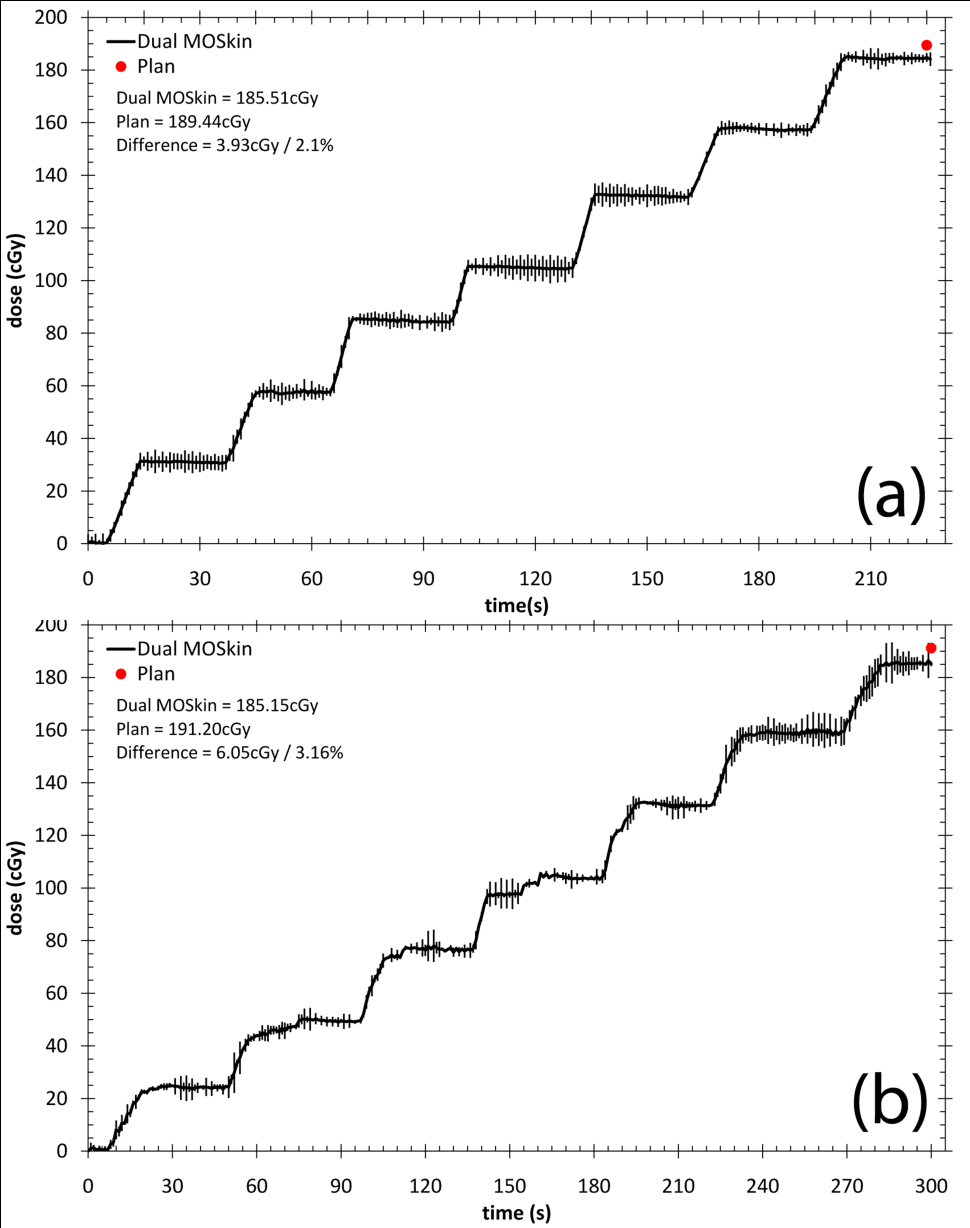 200
180
160
140
120
100
80
60
40
20
0
dose (cGy)
Dual MOSkin
Plan
Dual MOSkin = 185.51cGy
Plan = 189.44cGy
Difference = 3.93cGy / 2.1%
(a)
0 30 60 90 120 150 180 210
time(s)
200
180
160
140
120
100
80
60
40
20
0
dose (cGy)
Dual MOSkin
Plan
Dual MOSkin = 185.15cGy
Plan = 191.20cGy
Difference = 6.05cGy / 3.16%
(b)
0 30 60 90 120 150 180 210 240 270 300
time (s)